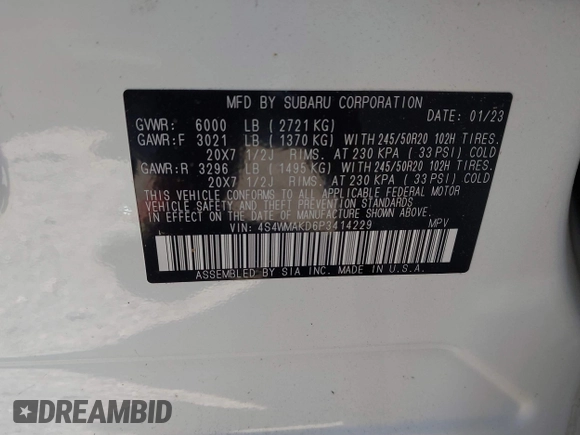 MFD BY SUBARU CORPORATION
GVWR: 6000 LB (2721 KG) DATE: 01/23
GAWR:F 3021 LB (1370 KG) WITH 245/50R20 102H TIRES.
20X7 1/2J RIMS. AT 230 KPA (33 PSI) COLD
GAWR:R 3296 LB (1495 KG) WITH 245/50R20 102H TIRES.
20X7 1/2J RIMS. AT 230 KPA (33 PSI) COLD
THIS VEHICLE CONFORMS TO ALL APPLICABLE FEDERAL MOTOR
VEHICLE SAFETY STANDARDS IN EFFECT ON THE
DATE OF MANUFACTURE SHOWN ABOVE.
VIN: 4S4WMAKD6P3414229 MPV
ASSEMBLED BY SIA INC. MADE IN U.S.A.
DREAMBID